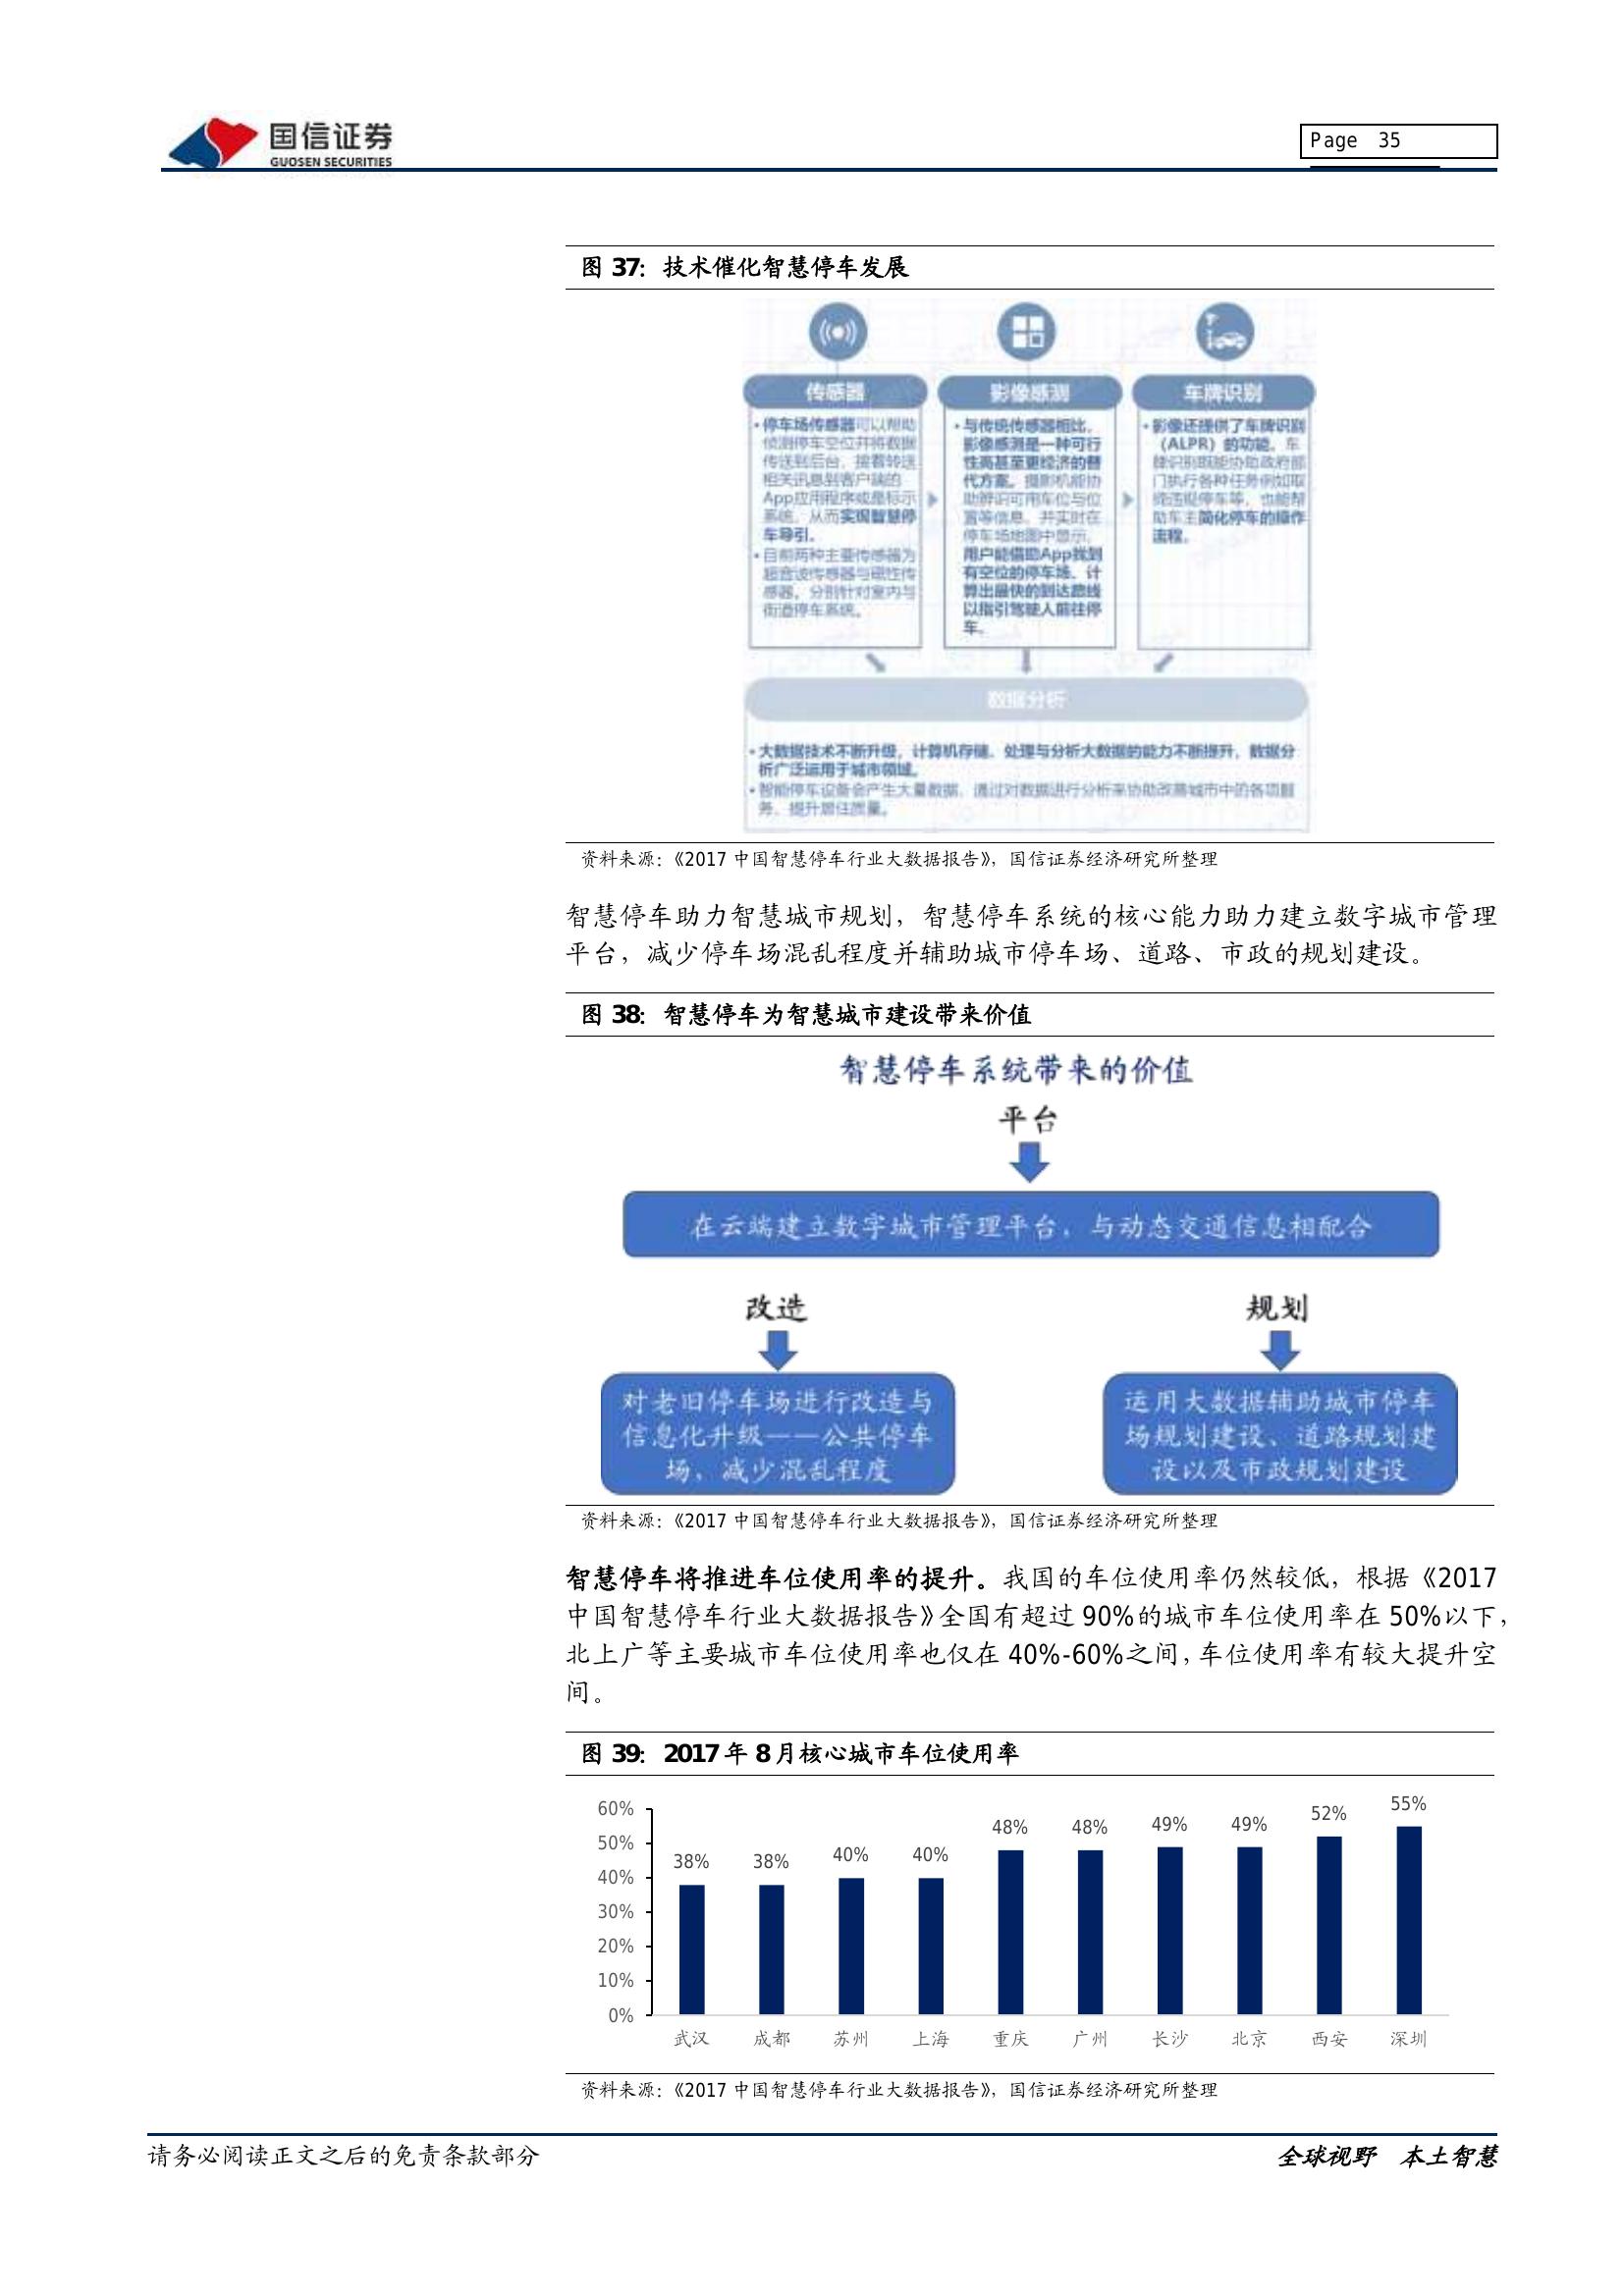 国信证券
GUOSEN SECURITIES
Page 35
图 37：技术催化智慧停车发展
传感器
• 停车场传感器可以帮助
侦测停车空位并将数据
传送到后台，接着转送
相关讯息到客户端的
App应用程序或是标示
系统，从而实现智慧停
车导引。
• 目前两种主要传感器为
超音波传感器与磁性传
感器，分别针对室内与
街道停车系统。
影像感测
• 与传统传感器相比，
影像感测是一种可行
性高甚至更经济的替
代方案。摄影机能协
助辨识可用车位与位
置等信息，并实时在
停车场地图中显示，
用户能借助App找到
有空位的停车场、计
算出最快的到达路线
以指引驾驶人前往停
车。
车牌识别
• 影像还提供了车牌识别
（ALPR）的功能。车
牌识别既能协助政府部
门执行各种任务例如取
缔违规停车等，也能帮
助车主简化停车的操作
流程。
数据分析
• 大数据技术不断升级，计算机存储、处理与分析大数据的能力不断提升，数据分
析广泛运用于城市领域。
• 智能停车设备会产生大量数据，通过对数据进行分析来协助改善城市中的各项服
务、提升居住质量。
资料来源：《2017 中国智慧停车行业大数据报告》，国信证券经济研究所整理
智慧停车助力智慧城市规划，智慧停车系统的核心能力助力建立数字城市管理
平台，减少停车场混乱程度并辅助城市停车场、道路、市政的规划建设。
图 38：智慧停车为智慧城市建设带来价值
智慧停车系统带来的价值
平台
在云端建立数字城市管理平台，与动态交通信息相配合
改造
规划
对老旧停车场进行改造与
信息化升级——公共停车
场，减少混乱程度
运用大数据辅助城市停车
场规划建设、道路规划建
设以及市政规划建设
资料来源：《2017 中国智慧停车行业大数据报告》，国信证券经济研究所整理
智慧停车将推进车位使用率的提升。我国的车位使用率仍然较低，根据《2017
中国智慧停车行业大数据报告》全国有超过 90%的城市车位使用率在 50%以下，
北上广等主要城市车位使用率也仅在 40%-60%之间，车位使用率有较大提升空
间。
图 39：2017 年 8 月核心城市车位使用率
60%
50%
40%
30%
20%
10%
0%
38% 38% 40% 40% 48% 48% 49% 49% 52% 55%
武汉 成都 苏州 上海 重庆 广州 长沙 北京 西安 深圳
资料来源：《2017 中国智慧停车行业大数据报告》，国信证券经济研究所整理
请务必阅读正文之后的免责条款部分
全球视野 本土智慧